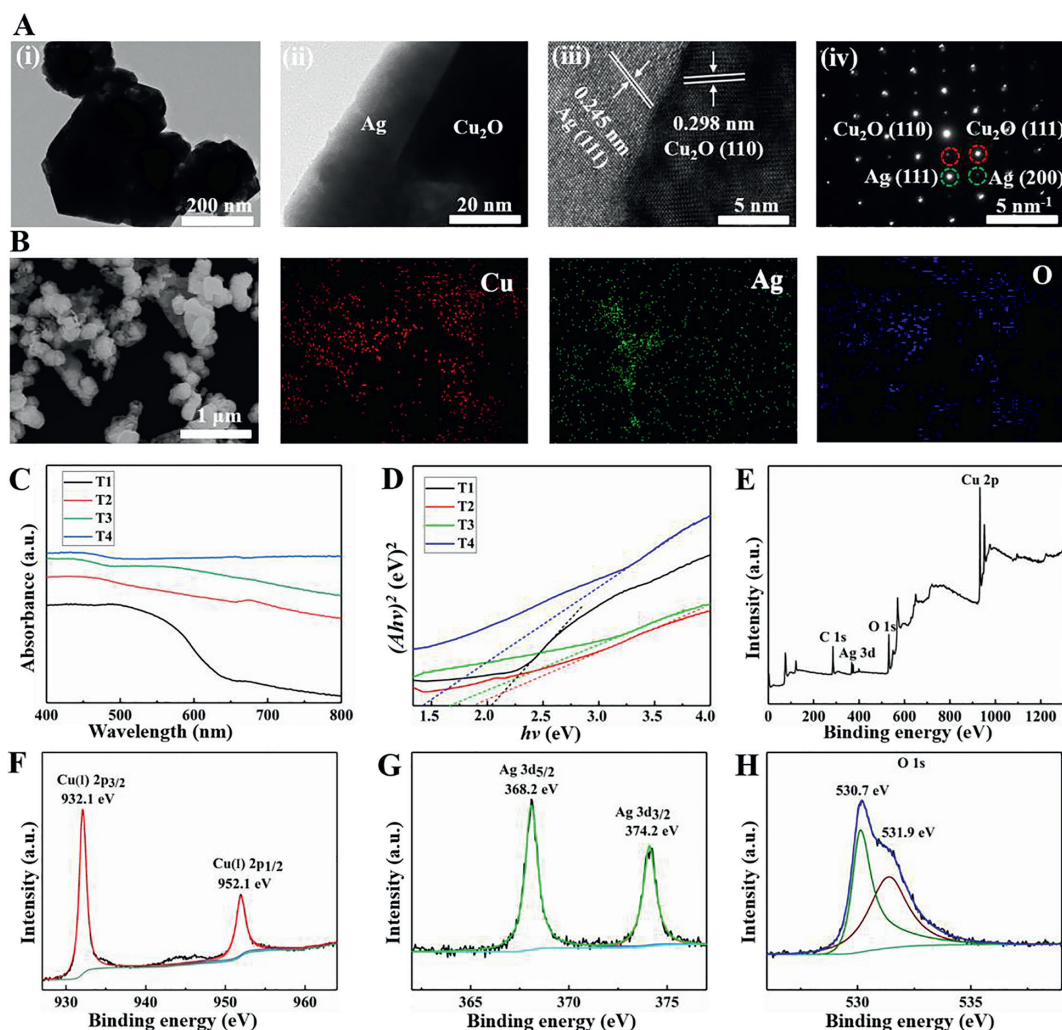 A
(i)
200 nm
(ii)
Ag
Cu₂O
20 nm
(iii)
0.245 nm
Ag (111)
0.298 nm
Cu₂O (110)
5 nm
(iv)
Cu₂O (110)
Cu₂O (111)
Ag (111)
Ag (200)
5 nm⁻¹
B
1 μm
Cu
Ag
O
C
T1
T2
T3
T4
Absorbance (a.u.)
400 500 600 700 800
Wavelength (nm)
D
T1
T2
T3
T4
(Ahν)² (eV)²
1.5 2.0 2.5 3.0 3.5 4.0
hν (eV)
E
Cu 2p
O 1s
C 1s
Ag 3d
Intensity (a.u.)
0 200 400 600 800 1000 1200
Binding energy (eV)
F
Cu(l) 2p3/2
932.1 eV
Cu(l) 2p1/2
952.1 eV
Intensity (a.u.)
930 940 950 960
Binding energy (eV)
G
Ag 3d5/2
368.2 eV
Ag 3d3/2
374.2 eV
Intensity (a.u.)
365 370 375
Binding energy (eV)
H
O 1s
530.7 eV
531.9 eV
Intensity (a.u.)
530 535
Binding energy (eV)